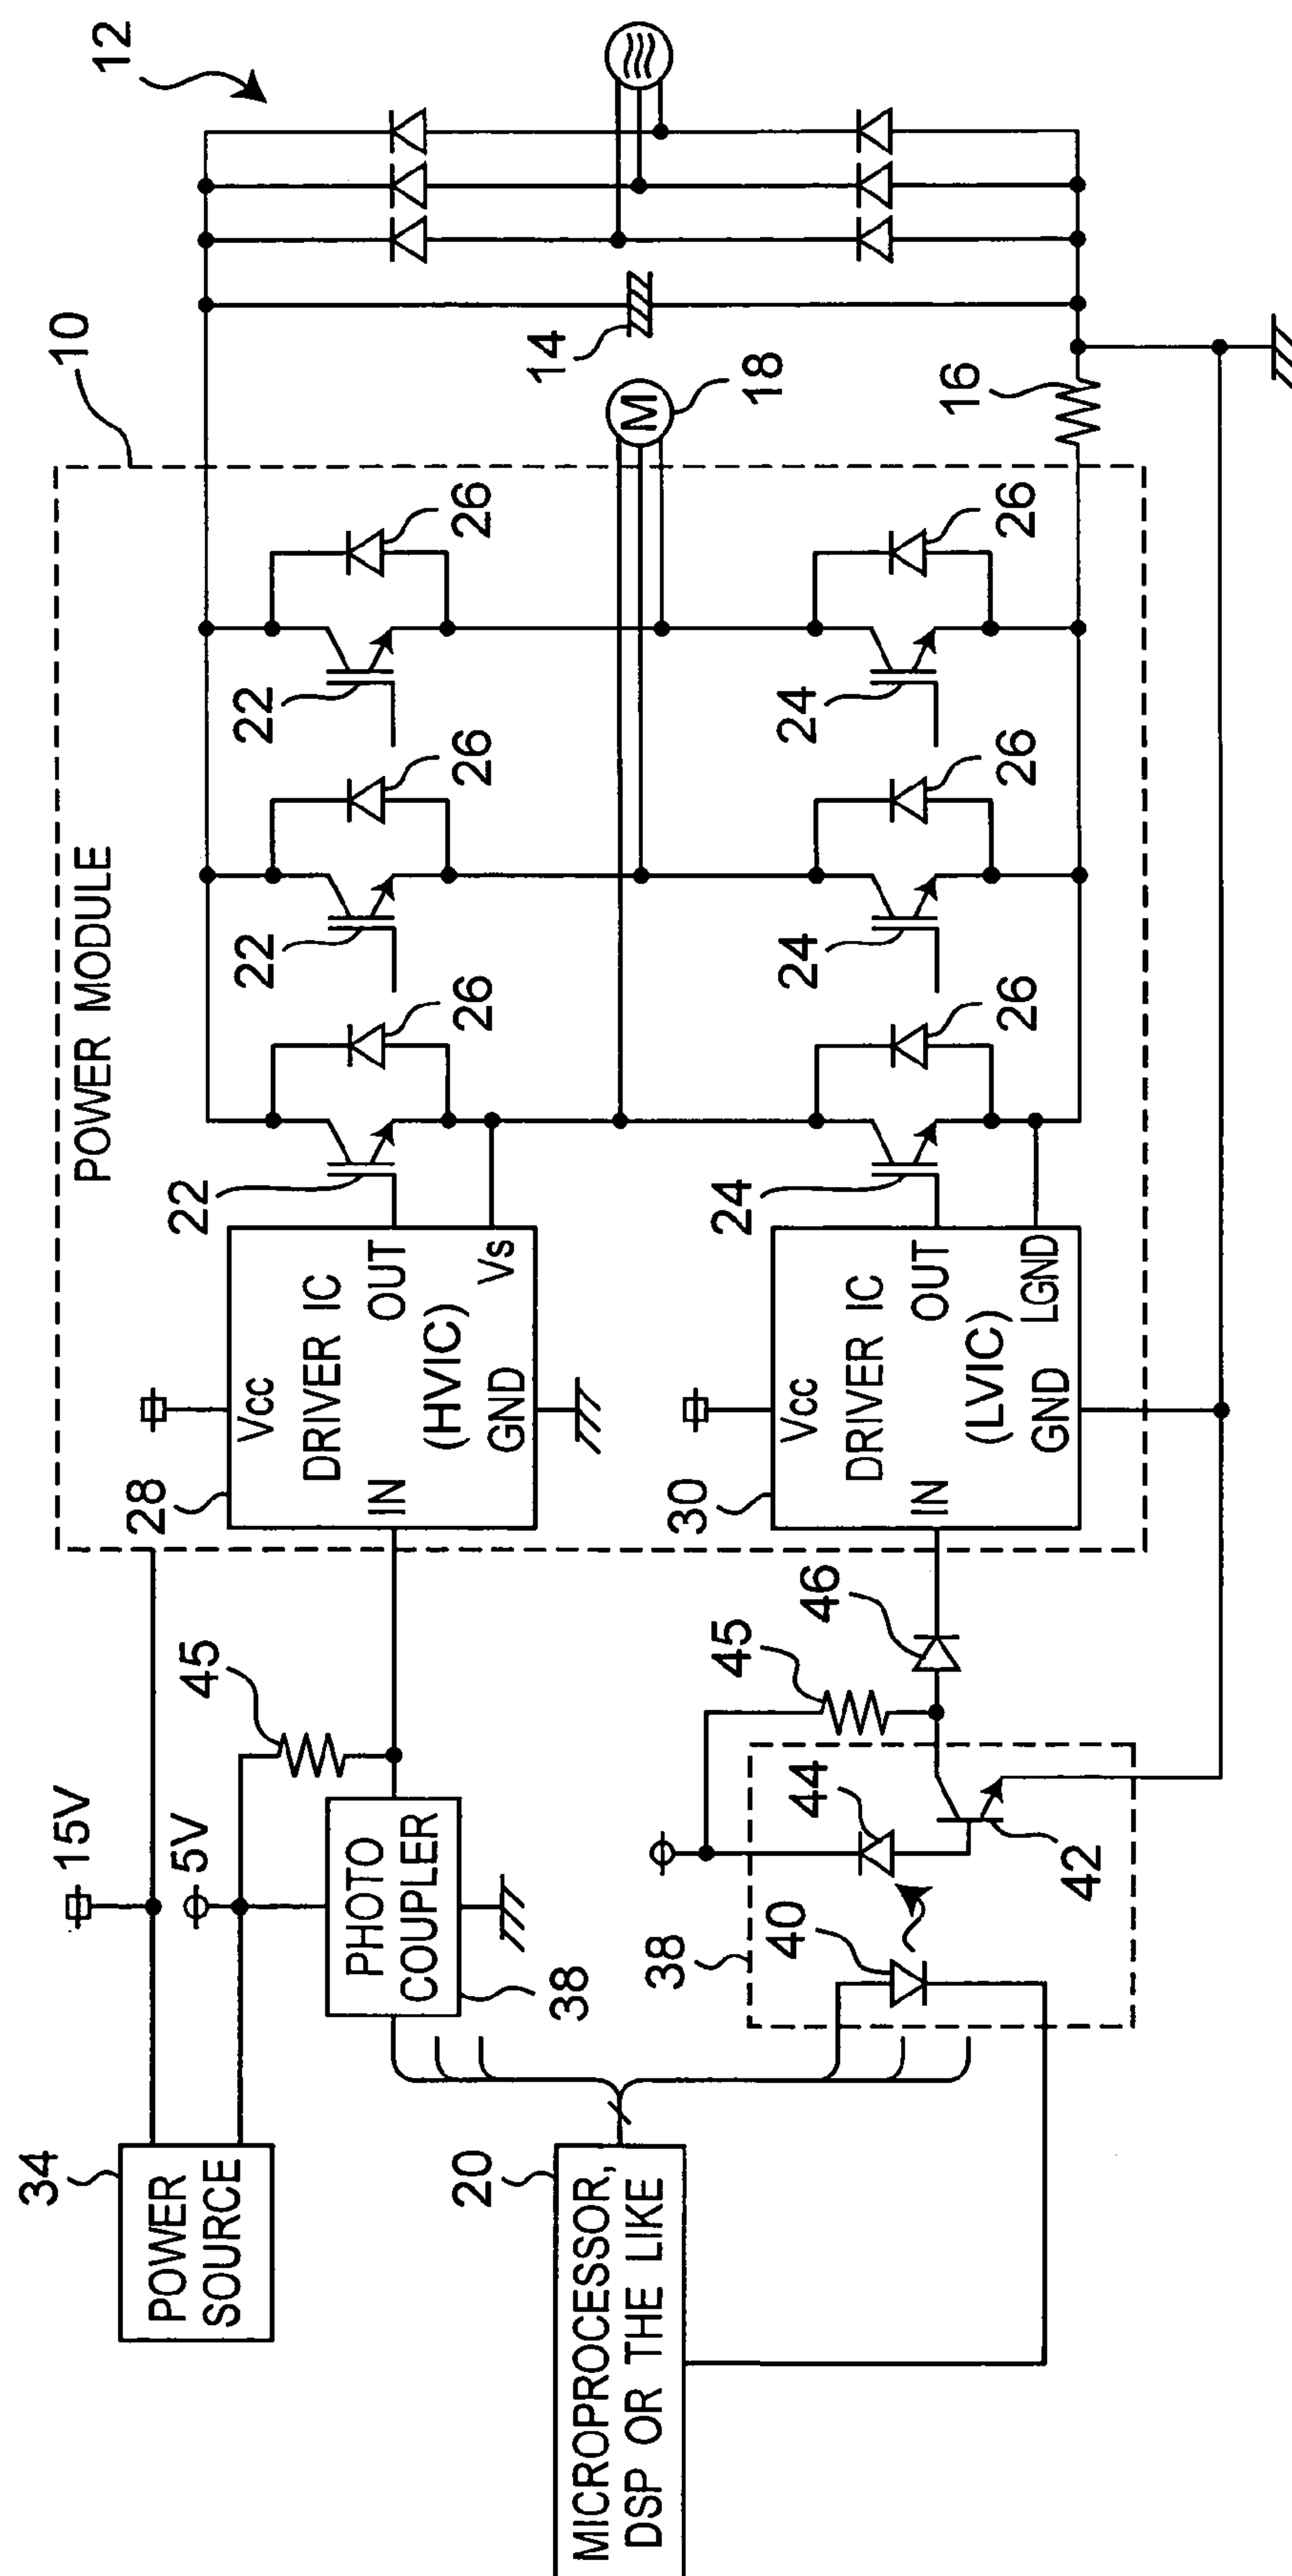 12
10
14
18
16
POWER MODULE
26
26
26
22
22
22
26
26
26
24
24
24
Vcc
DRIVER IC
(HVIC)
IN
OUT
GND
Vs
28
Vcc
DRIVER IC
(LVIC)
IN
OUT
GND
LGND
30
46
45
45
15V
5V
PHOTO
COUPLER
38
44
42
40
38
34
POWER
SOURCE
20
MICROPROCESSOR,
DSP OR THE LIKE
M